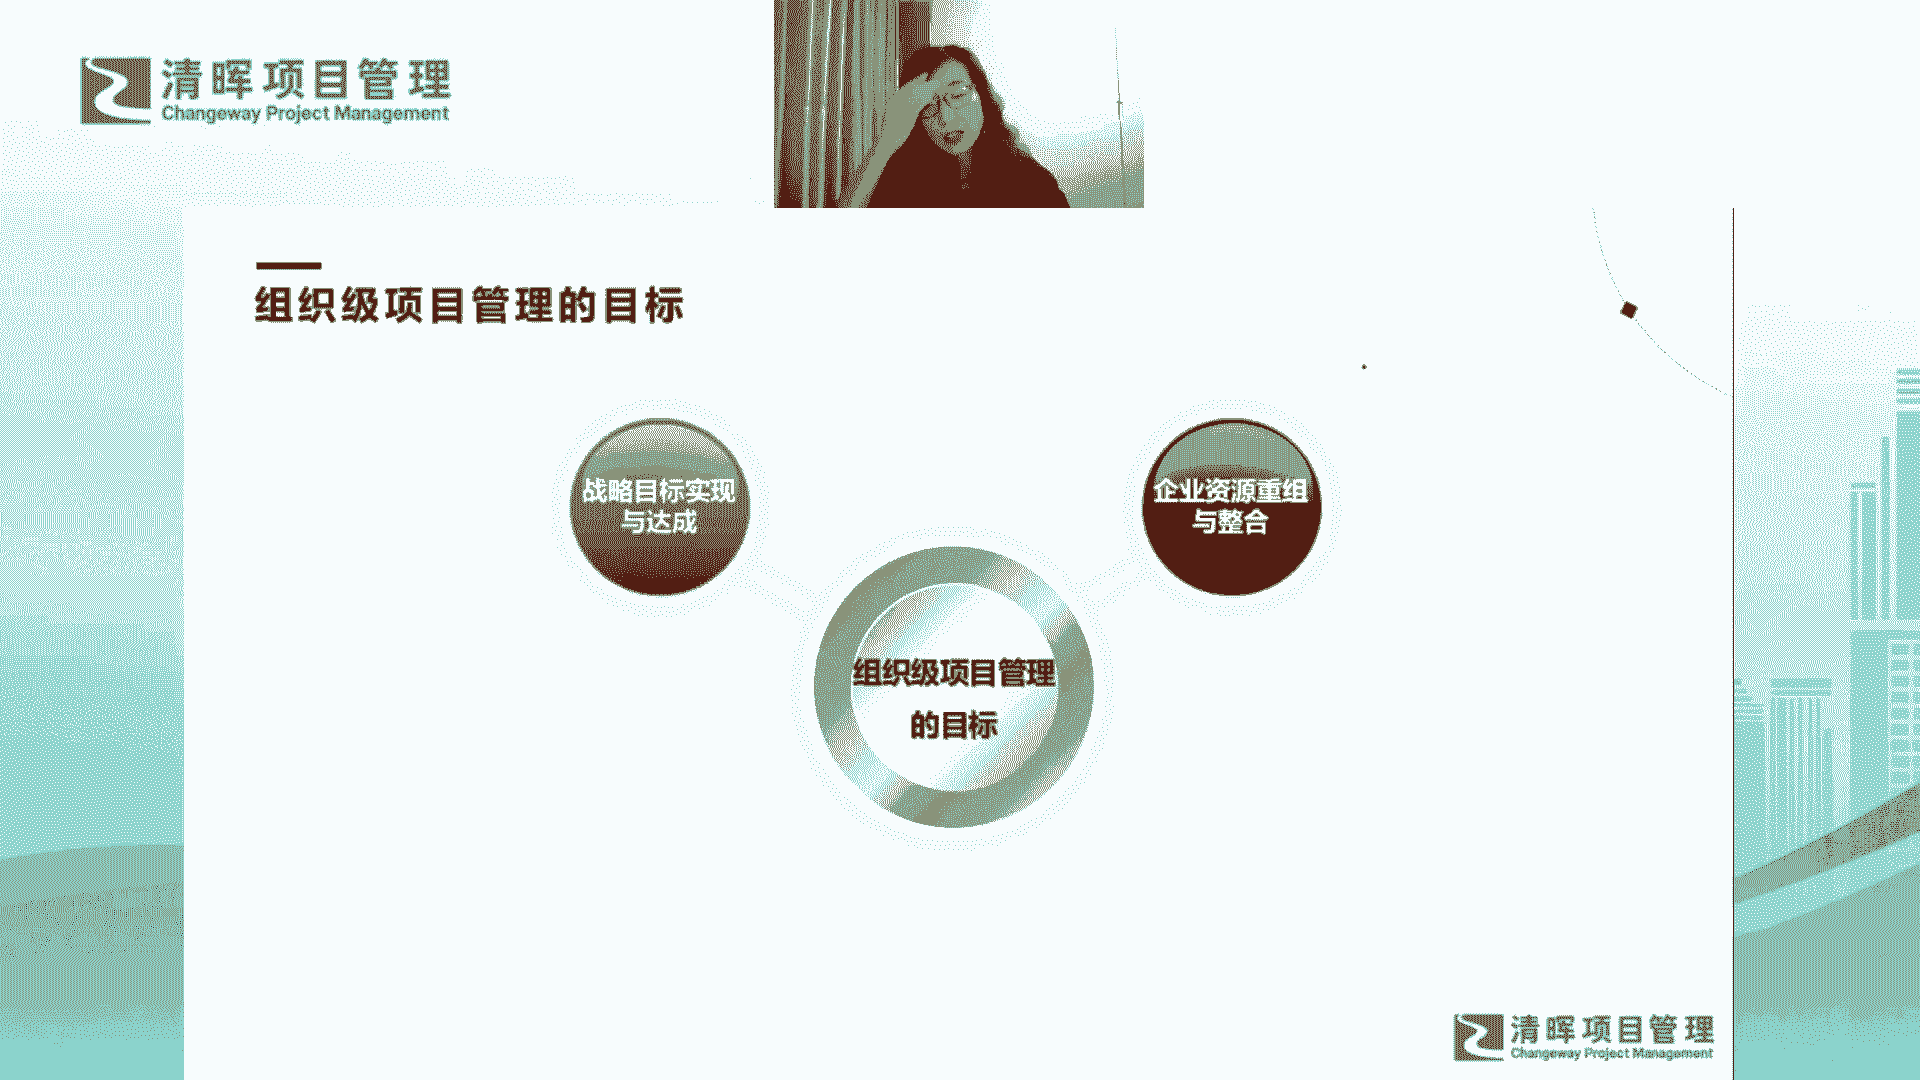 清晖项目管理
Changeway Project Management
组织级项目管理的目标
战略目标实现
与达成
企业资源重组
与整合
组织级项目管理
的目标
清晖项目管理
Changeway Project Management